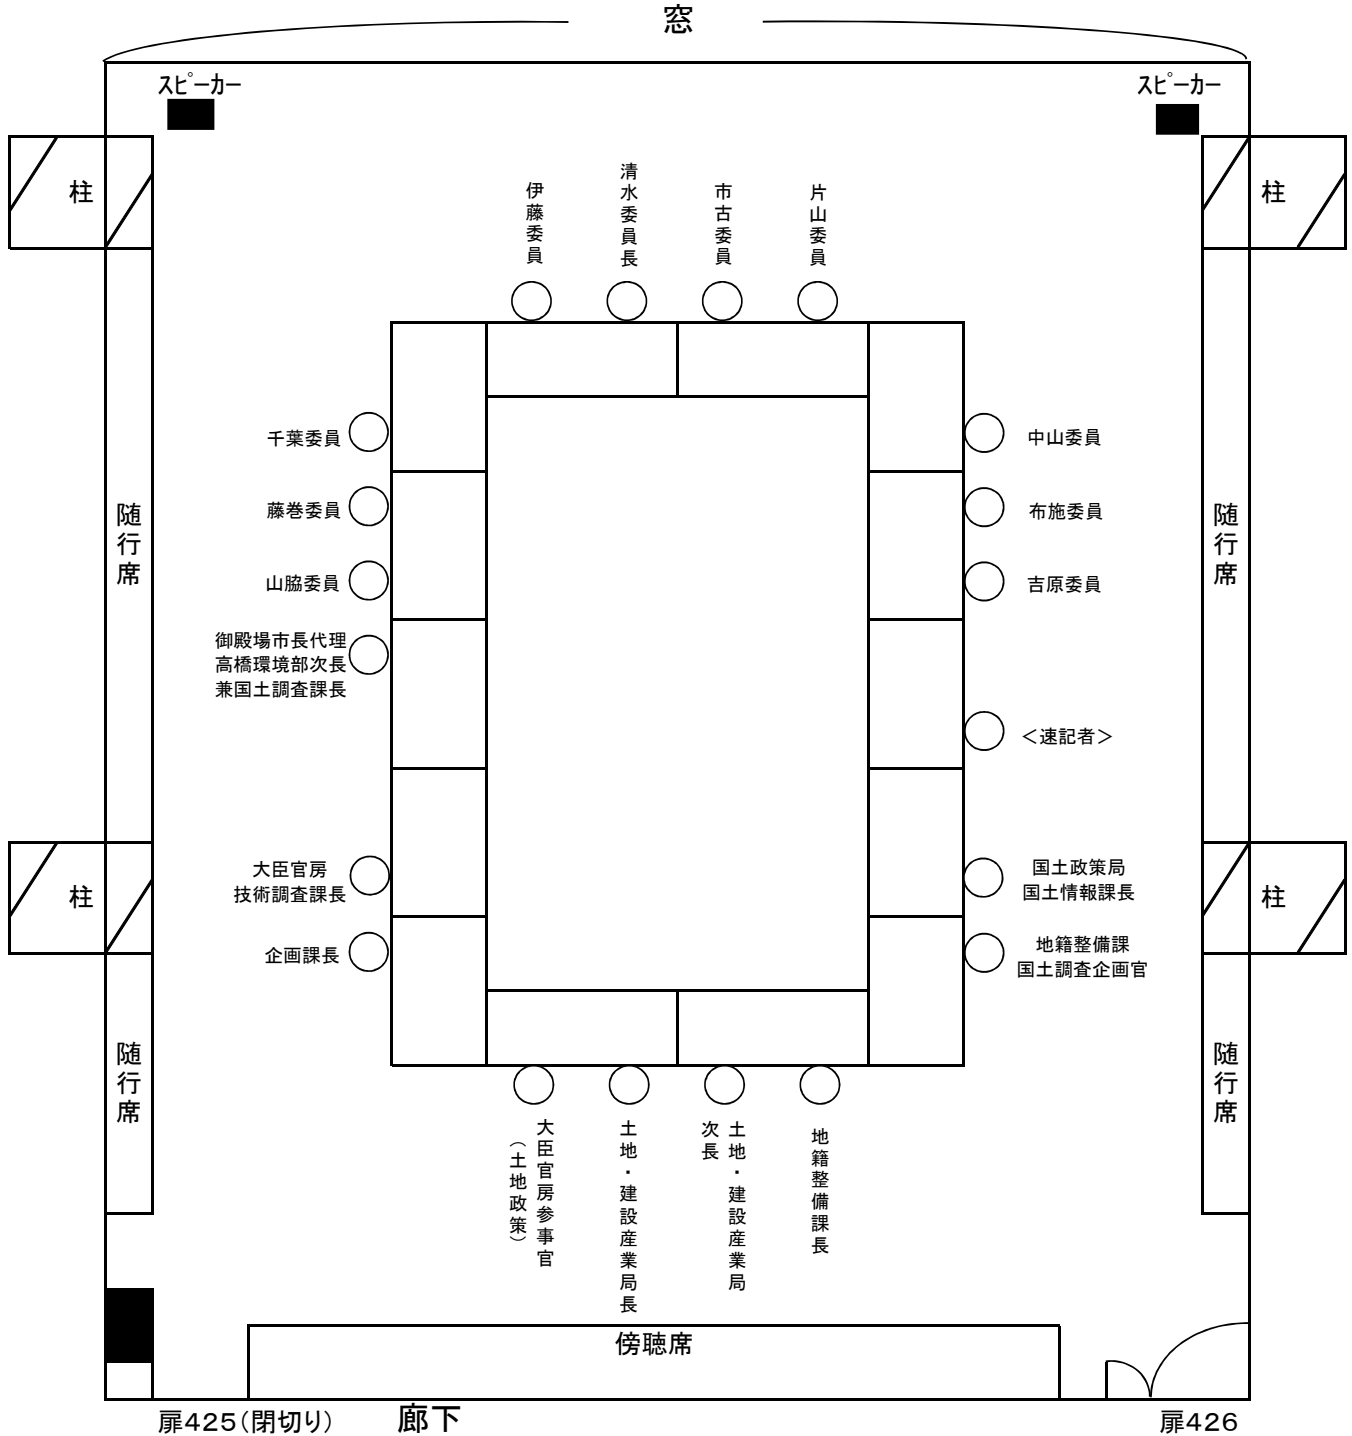 窓
スピーカー
スピーカー
柱
柱
伊藤委員
清水委員長
市古委員
片山委員
千葉委員
中山委員
藤巻委員
布施委員
随行席
随行席
山脇委員
吉原委員
御殿場市長代理
高橋環境部次長
兼国土調査課長
＜速記者＞
大臣官房
技術調査課長
国土政策局
国土情報課長
柱
柱
企画課長
地籍整備課
国土調査企画官
随行席
随行席
大臣官房参事官
（土地政策）
土地・建設産業局長
土地・建設産業局
次長
地籍整備課長
傍聴席
扉425（閉切り）
廊下
扉426